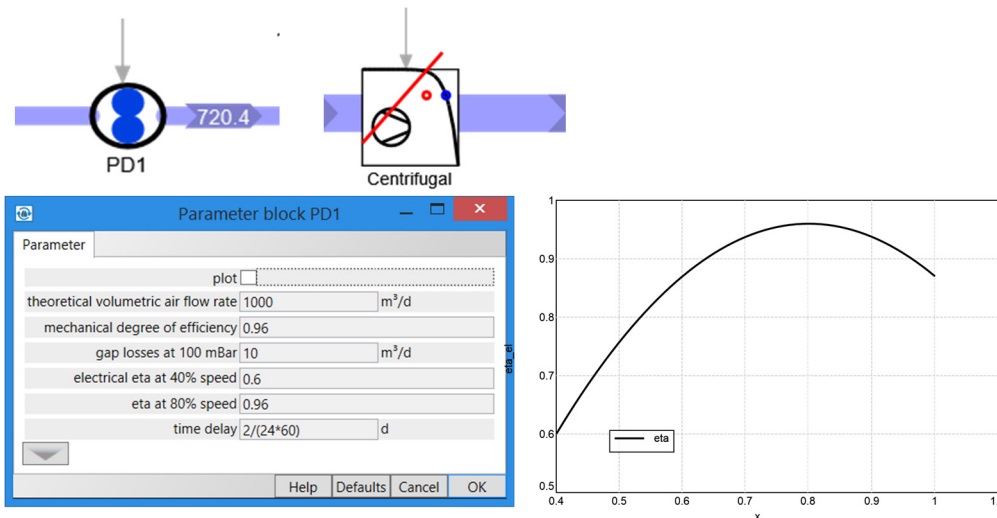 720.4
PD1
Centrifugal
Parameter block PD1
Parameter
plot
theoretical volumetric air flow rate 1000 m³/d
mechanical degree of efficiency 0.96
gap losses at 100 mBar 10 m³/d
electrical eta at 40% speed 0.6
eta at 80% speed 0.96
time delay 2/(24*60) d
Help Defaults Cancel OK
1
0.9
0.8
0.7
0.6
0.5
eta_el
eta
0.4 0.5 0.6 0.7 0.8 0.9 1
x